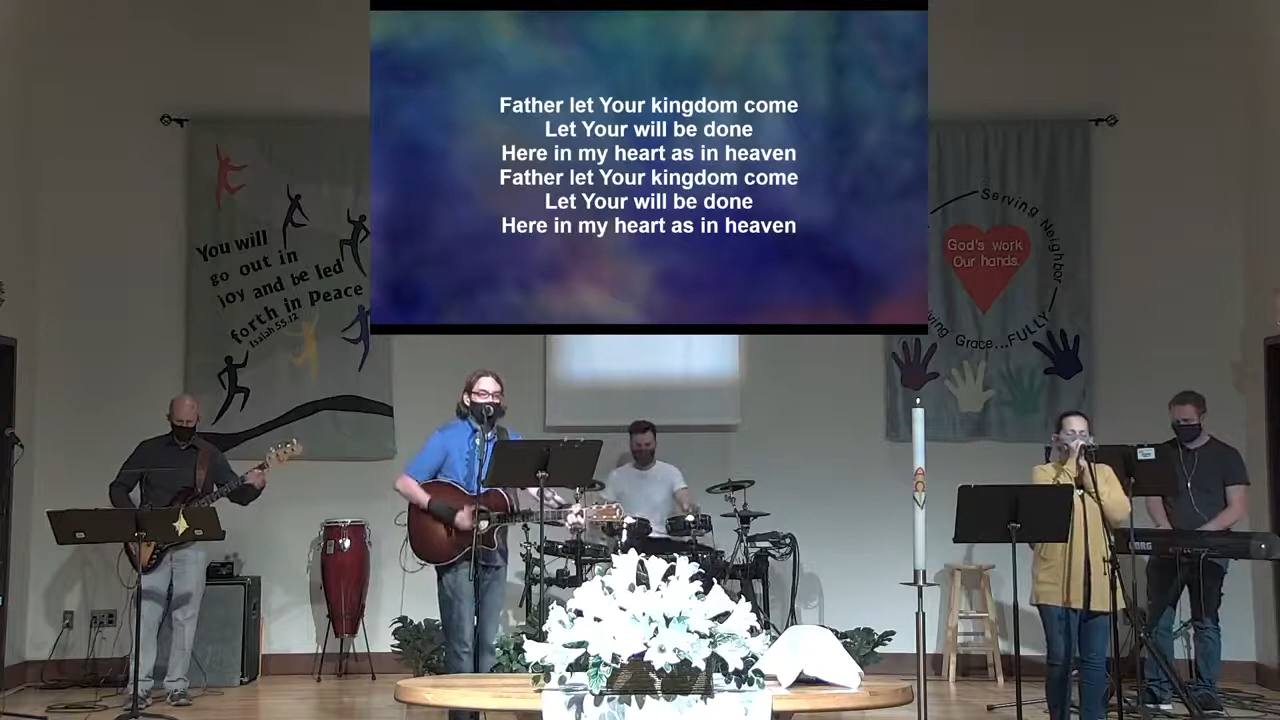 Father let Your kingdom come
Let Your will be done
Here in my heart as in heaven
Father let Your kingdom come
Let Your will be done
Here in my heart as in heaven
You will
go out in
joy and be led
forth in Peace
Isaiah 55:12
Serving Neighbor
God's work
Our hands.
Grace...FULLY
KORG